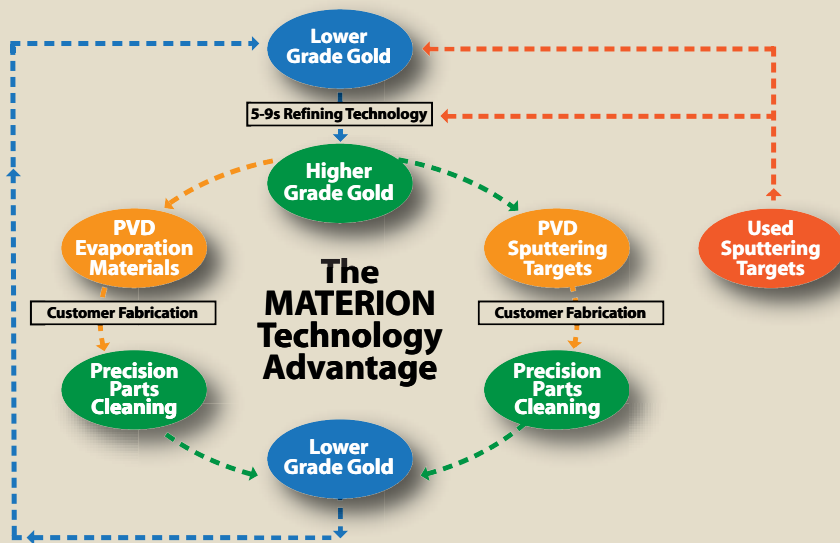 Lower
Grade Gold
5-9s Refining Technology
Higher
Grade Gold
PVD
Evaporation
Materials
PVD
Sputtering
Targets
Used
Sputtering
Targets
Customer Fabrication
The
MATERION
Technology
Advantage
Customer Fabrication
Precision
Parts
Cleaning
Precision
Parts
Cleaning
Lower
Grade Gold